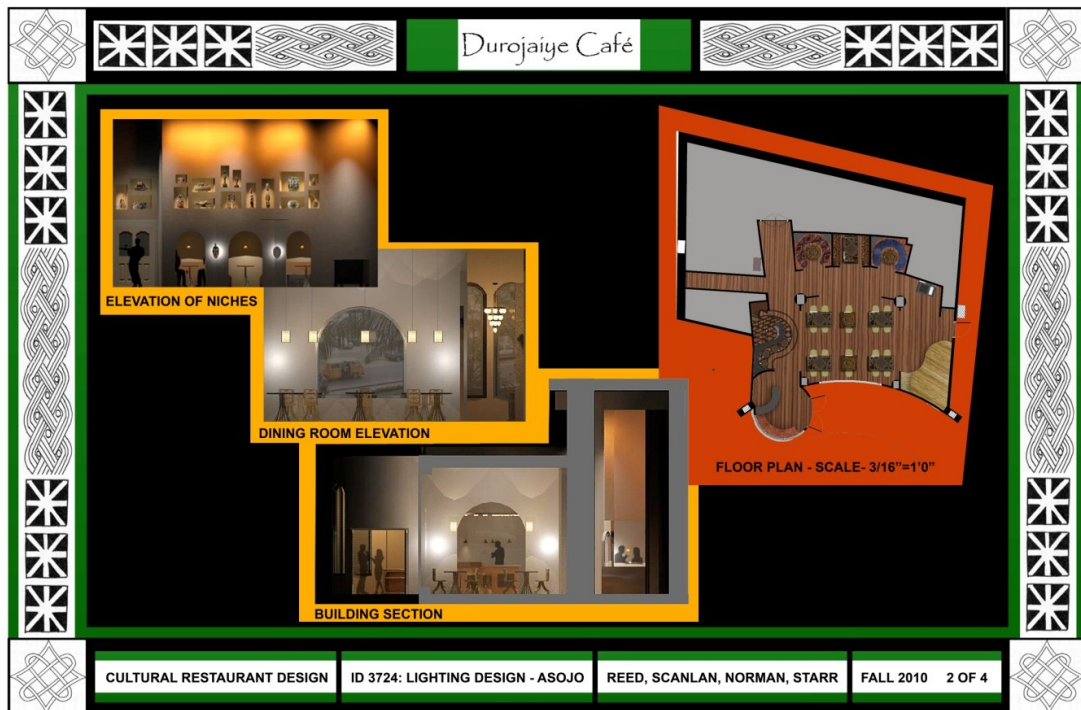 Durojaiye Café
ELEVATION OF NICHES
DINING ROOM ELEVATION
BUILDING SECTION
FLOOR PLAN - SCALE- 3/16"=1'0"
CULTURAL RESTAURANT DESIGN
ID 3724: LIGHTING DESIGN - ASOJO
REED, SCANLAN, NORMAN, STARR
FALL 2010 2 OF 4